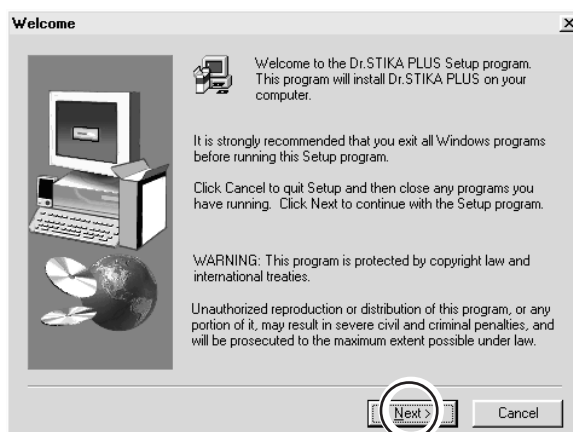 Welcome
Welcome to the Dr.STIKA PLUS Setup program.
This program will install Dr.STIKA PLUS on your
computer.
It is strongly recommended that you exit all Windows programs
before running this Setup program.
Click Cancel to quit Setup and then close any programs you
have running. Click Next to continue with the Setup program.
WARNING: This program is protected by copyright law and
international treaties.
Unauthorized reproduction or distribution of this program, or any
portion of it, may result in severe civil and criminal penalties, and
will be prosecuted to the maximum extent possible under law.
Next > Cancel